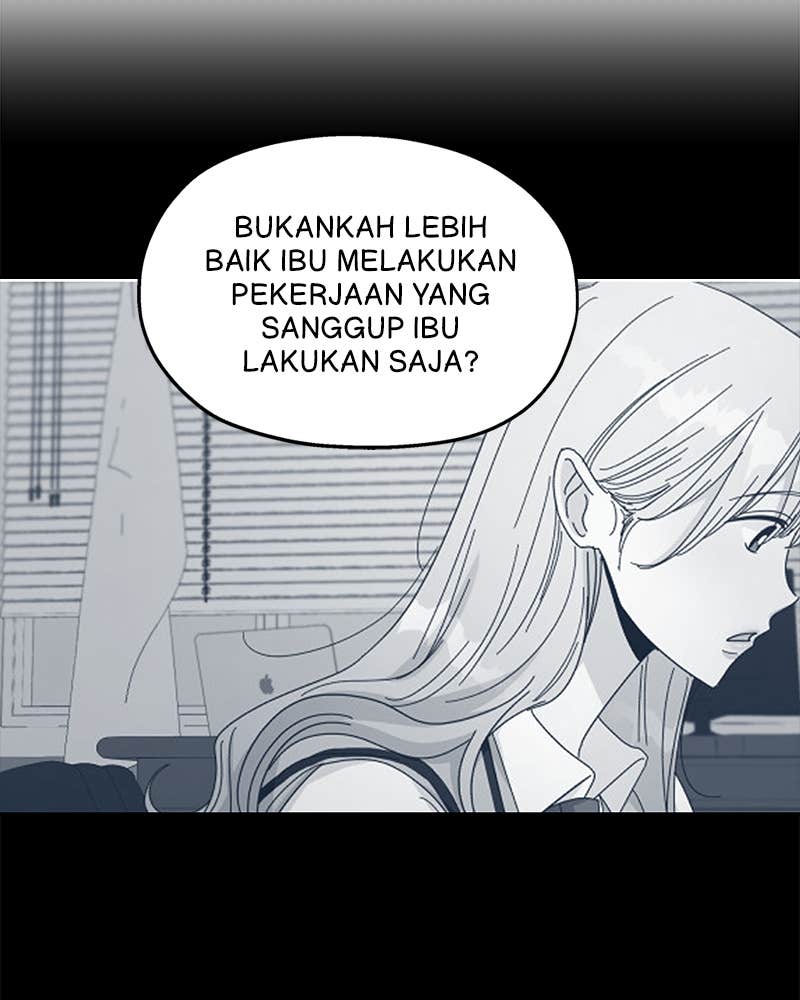 BUKANKAH LEBIH
BAIK IBU MELAKUKAN
PEKERJAAN YANG
SANGGUP IBU
LAKUKAN SAJA?